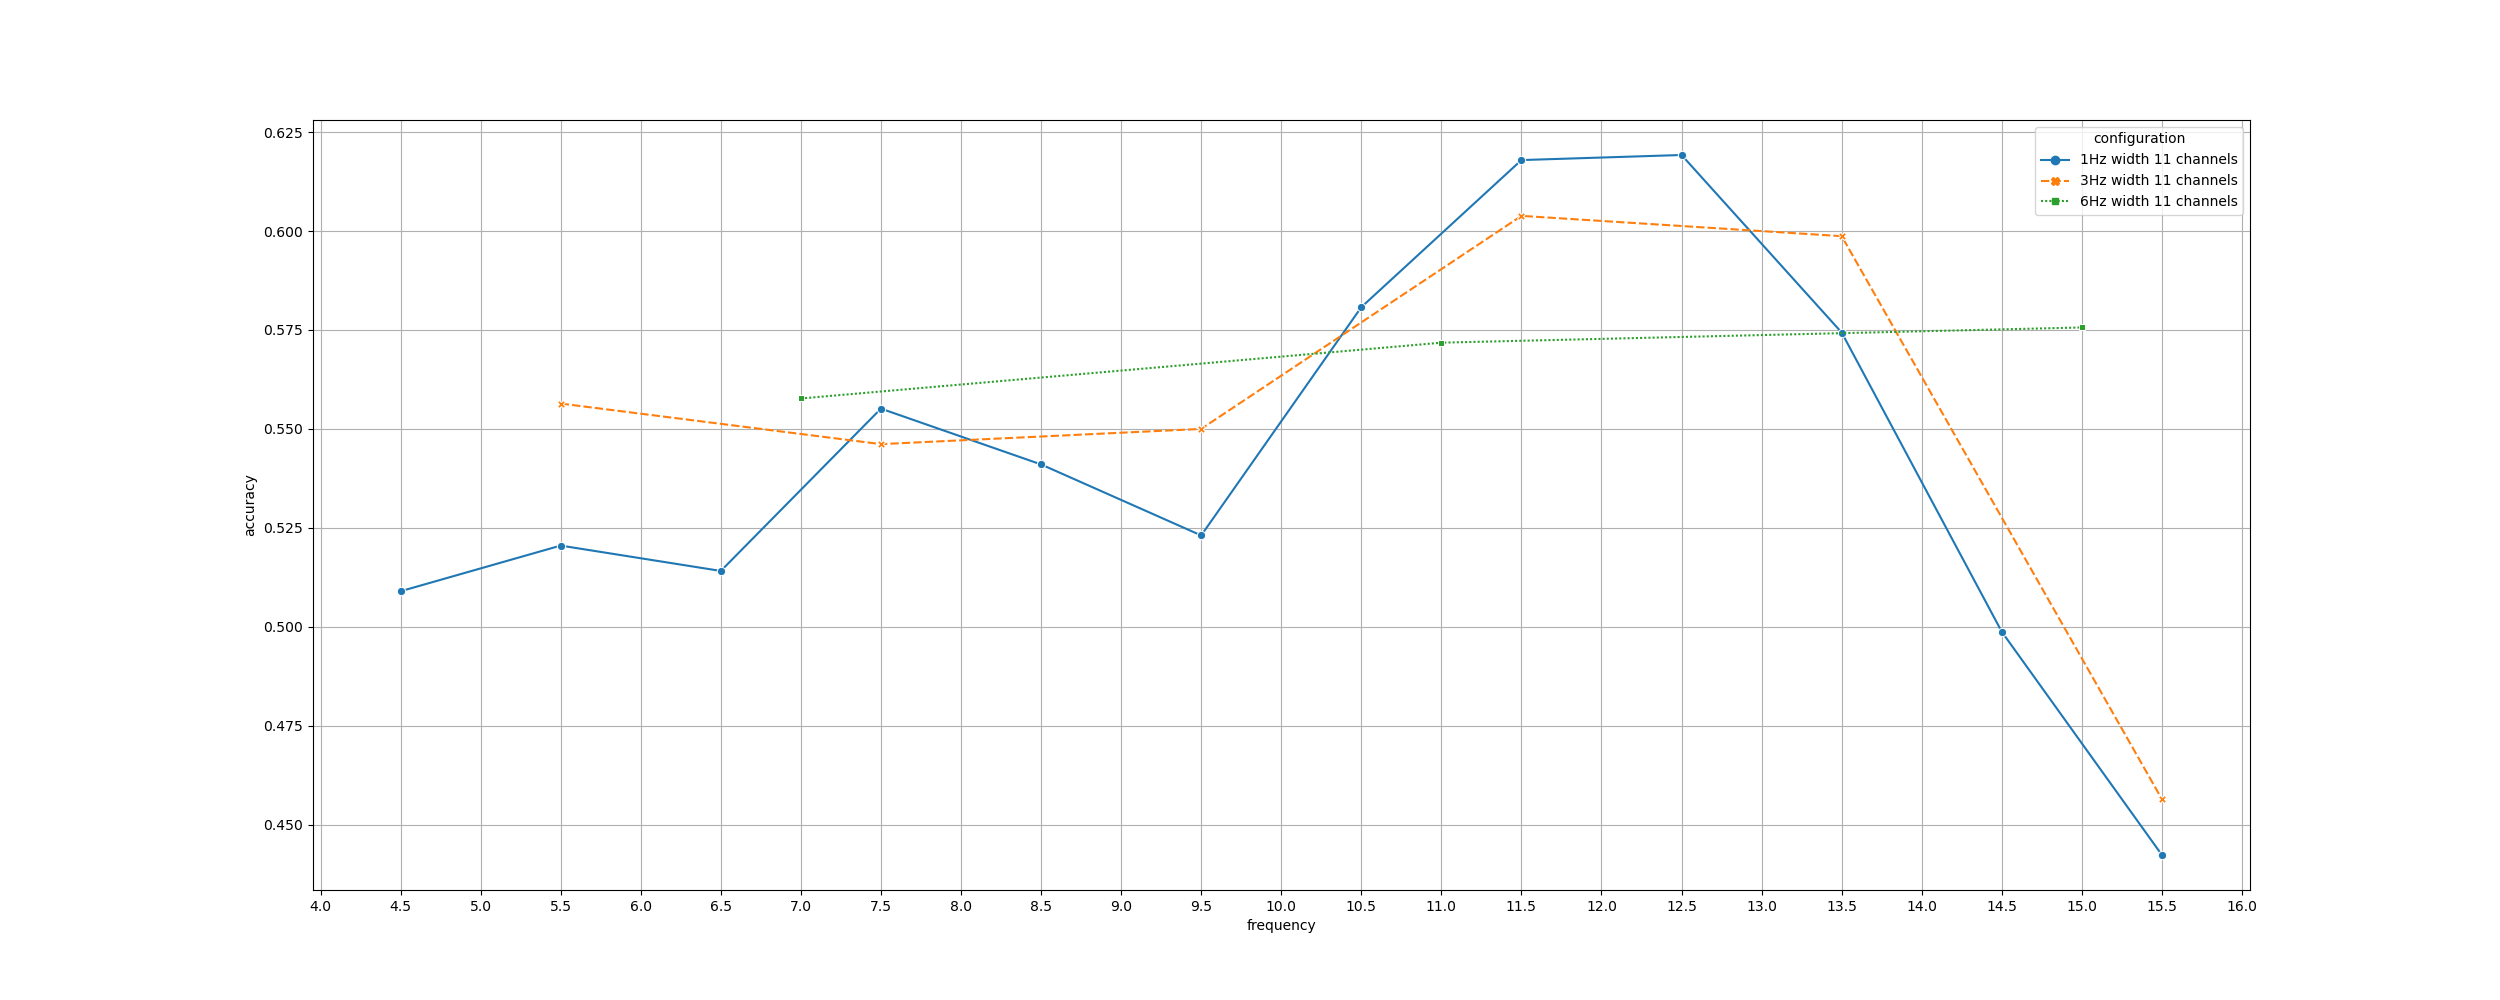 configuration
1Hz width 11 channels
3Hz width 11 channels
6Hz width 11 channels
0.625
0.600
0.575
0.550
0.525
0.500
0.475
0.450
accuracy
4.0 4.5 5.0 5.5 6.0 6.5 7.0 7.5 8.0 8.5 9.0 9.5 10.0 10.5 11.0 11.5 12.0 12.5 13.0 13.5 14.0 14.5 15.0 15.5 16.0
frequency